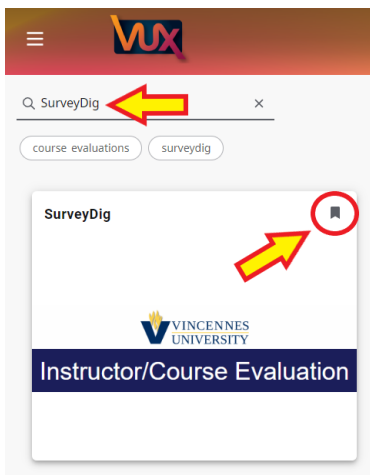 VUX
SurveyDig
course evaluations surveydig
SurveyDig
VINCENNES
UNIVERSITY
Instructor/Course Evaluation